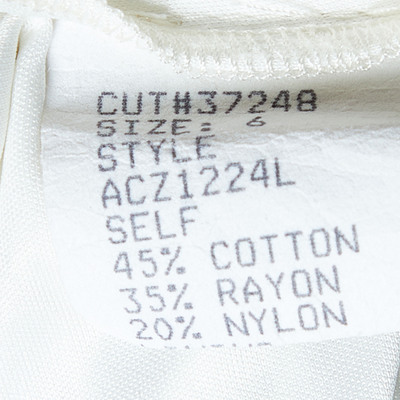 CUT#37248
SIZE: 6
STYLE
ACZ1224L
SELF
45% COTTON
35% RAYON
20% NYLON